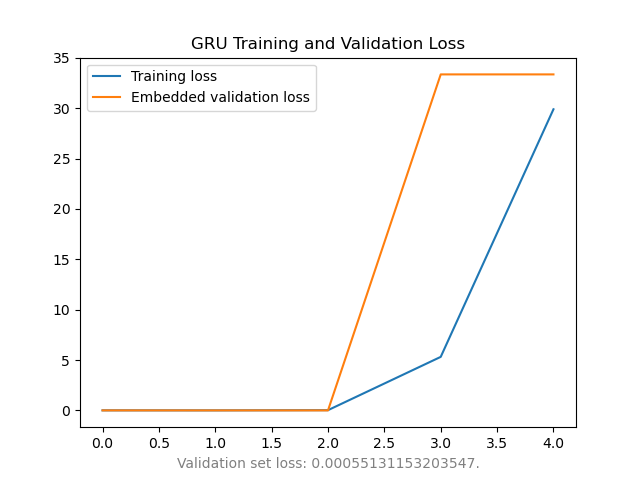 GRU Training and Validation Loss
Training loss
Embedded validation loss
35
30
25
20
15
10
5
0
0.0 0.5 1.0 1.5 2.0 2.5 3.0 3.5 4.0
Validation set loss: 0.00055131153203547.